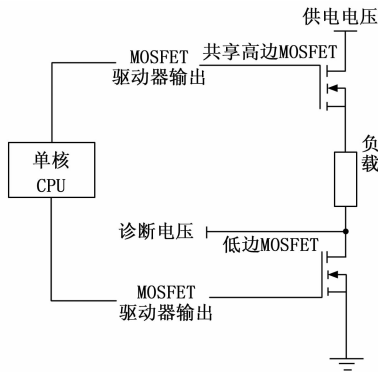 供电电压
MOSFET
驱动器输出
共享高边MOSFET
单核
CPU
负
载
诊断电压
低边MOSFET
MOSFET
驱动器输出